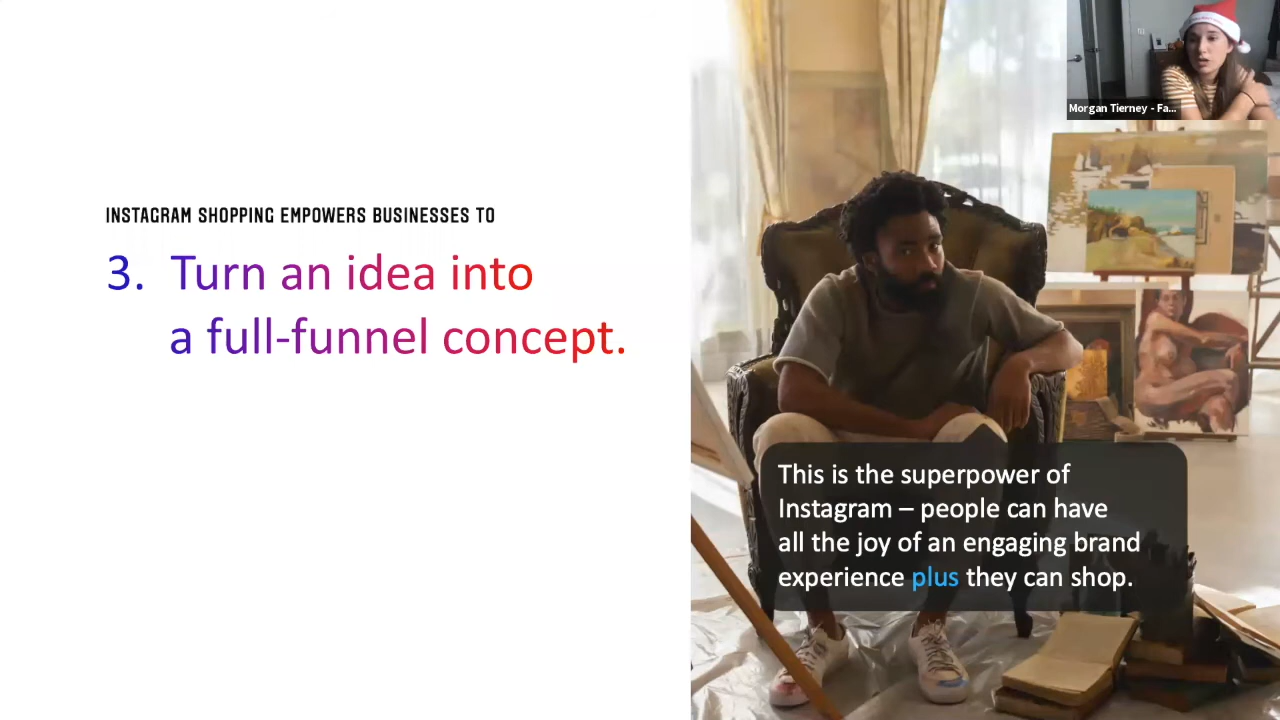 INSTAGRAM SHOPPING EMPOWERS BUSINESSES TO
3. Turn an idea into
a full-funnel concept.
Morgan Tierney - Fa...
This is the superpower of
Instagram – people can have
all the joy of an engaging brand
experience plus they can shop.